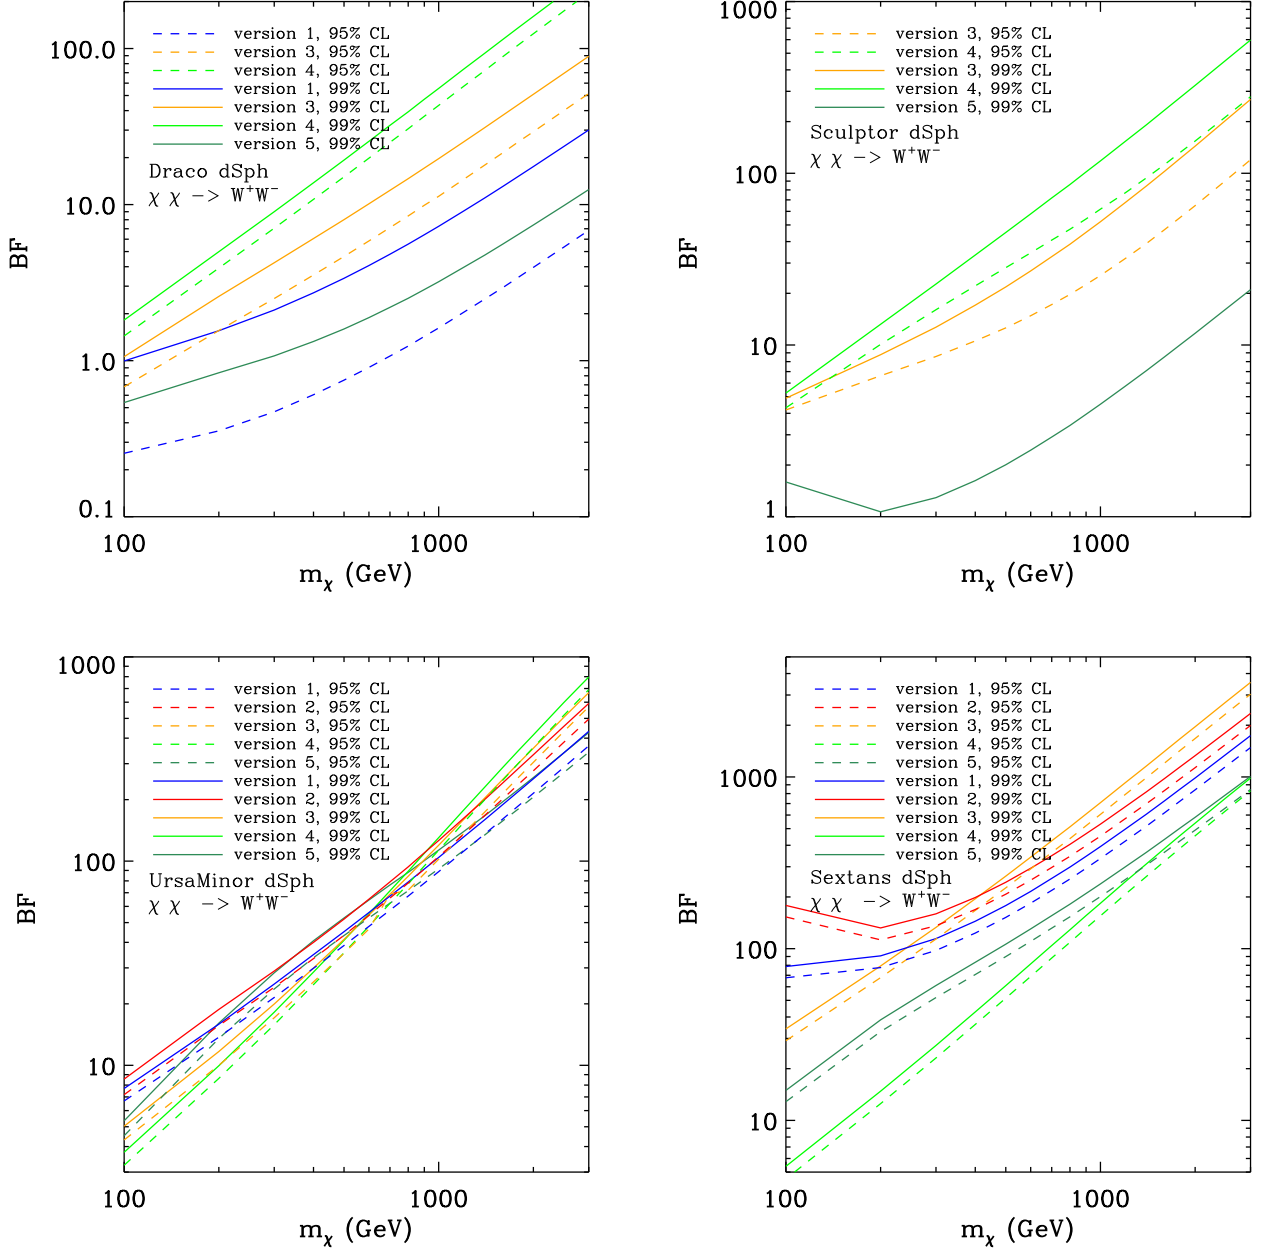 version 1, 95% CL
version 3, 95% CL
version 4, 95% CL
version 1, 99% CL
version 3, 99% CL
version 4, 99% CL
version 5, 99% CL
Draco dSph
χ χ −> W⁺W⁻
100.0
10.0
1.0
0.1
BF
100
1000
m_χ (GeV)
version 3, 95% CL
version 4, 95% CL
version 3, 99% CL
version 4, 99% CL
version 5, 99% CL
Sculptor dSph
χ χ −> W⁺W⁻
1000
100
10
1
BF
100
1000
m_χ (GeV)
version 1, 95% CL
version 2, 95% CL
version 3, 95% CL
version 4, 95% CL
version 5, 95% CL
version 1, 99% CL
version 2, 99% CL
version 3, 99% CL
version 4, 99% CL
version 5, 99% CL
UrsaMinor dSph
χ χ −> W⁺W⁻
1000
100
10
BF
100
1000
m_χ (GeV)
version 1, 95% CL
version 2, 95% CL
version 3, 95% CL
version 4, 95% CL
version 5, 95% CL
version 1, 99% CL
version 2, 99% CL
version 3, 99% CL
version 4, 99% CL
version 5, 99% CL
Sextans dSph
χ χ −> W⁺W⁻
1000
100
10
BF
100
1000
m_χ (GeV)